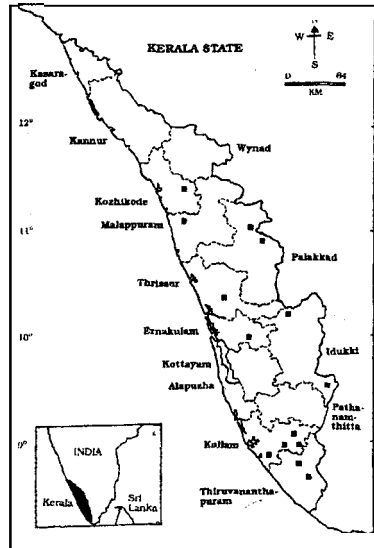 KERALA STATE
N
W E
S
0 64
KM
Kasara-
god
12°
Kannur
Wynad
Kozhikode
Malappuram
11°
Palakkad
Thrissur
Ernakulam
10°
Idukki
Kottayam
Alapuzha
Patha-
namth-
thitta
9°
Kollam
Thiruvanantha-
puram
INDIA
Kerala
Sri
Lanka